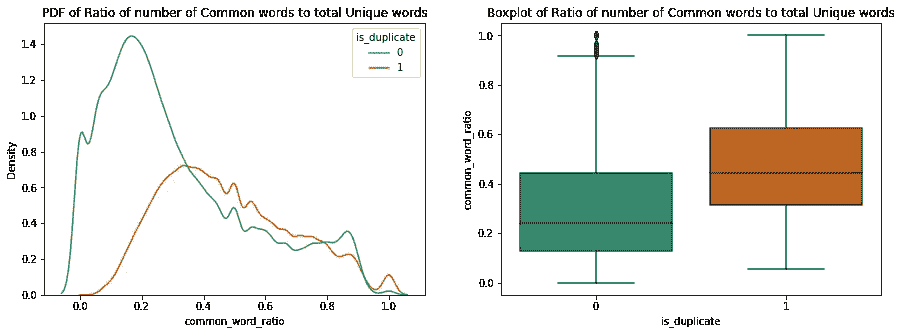 PDF of Ratio of number of Common words to total Unique words
Density
1.4
1.2
1.0
0.8
0.6
0.4
0.2
0.0
is_duplicate
0
1
0.0 0.2 0.4 0.6 0.8 1.0
common_word_ratio
Boxplot of Ratio of number of Common words to total Unique words
common_word_ratio
1.0
0.8
0.6
0.4
0.2
0.0
0 1
is_duplicate